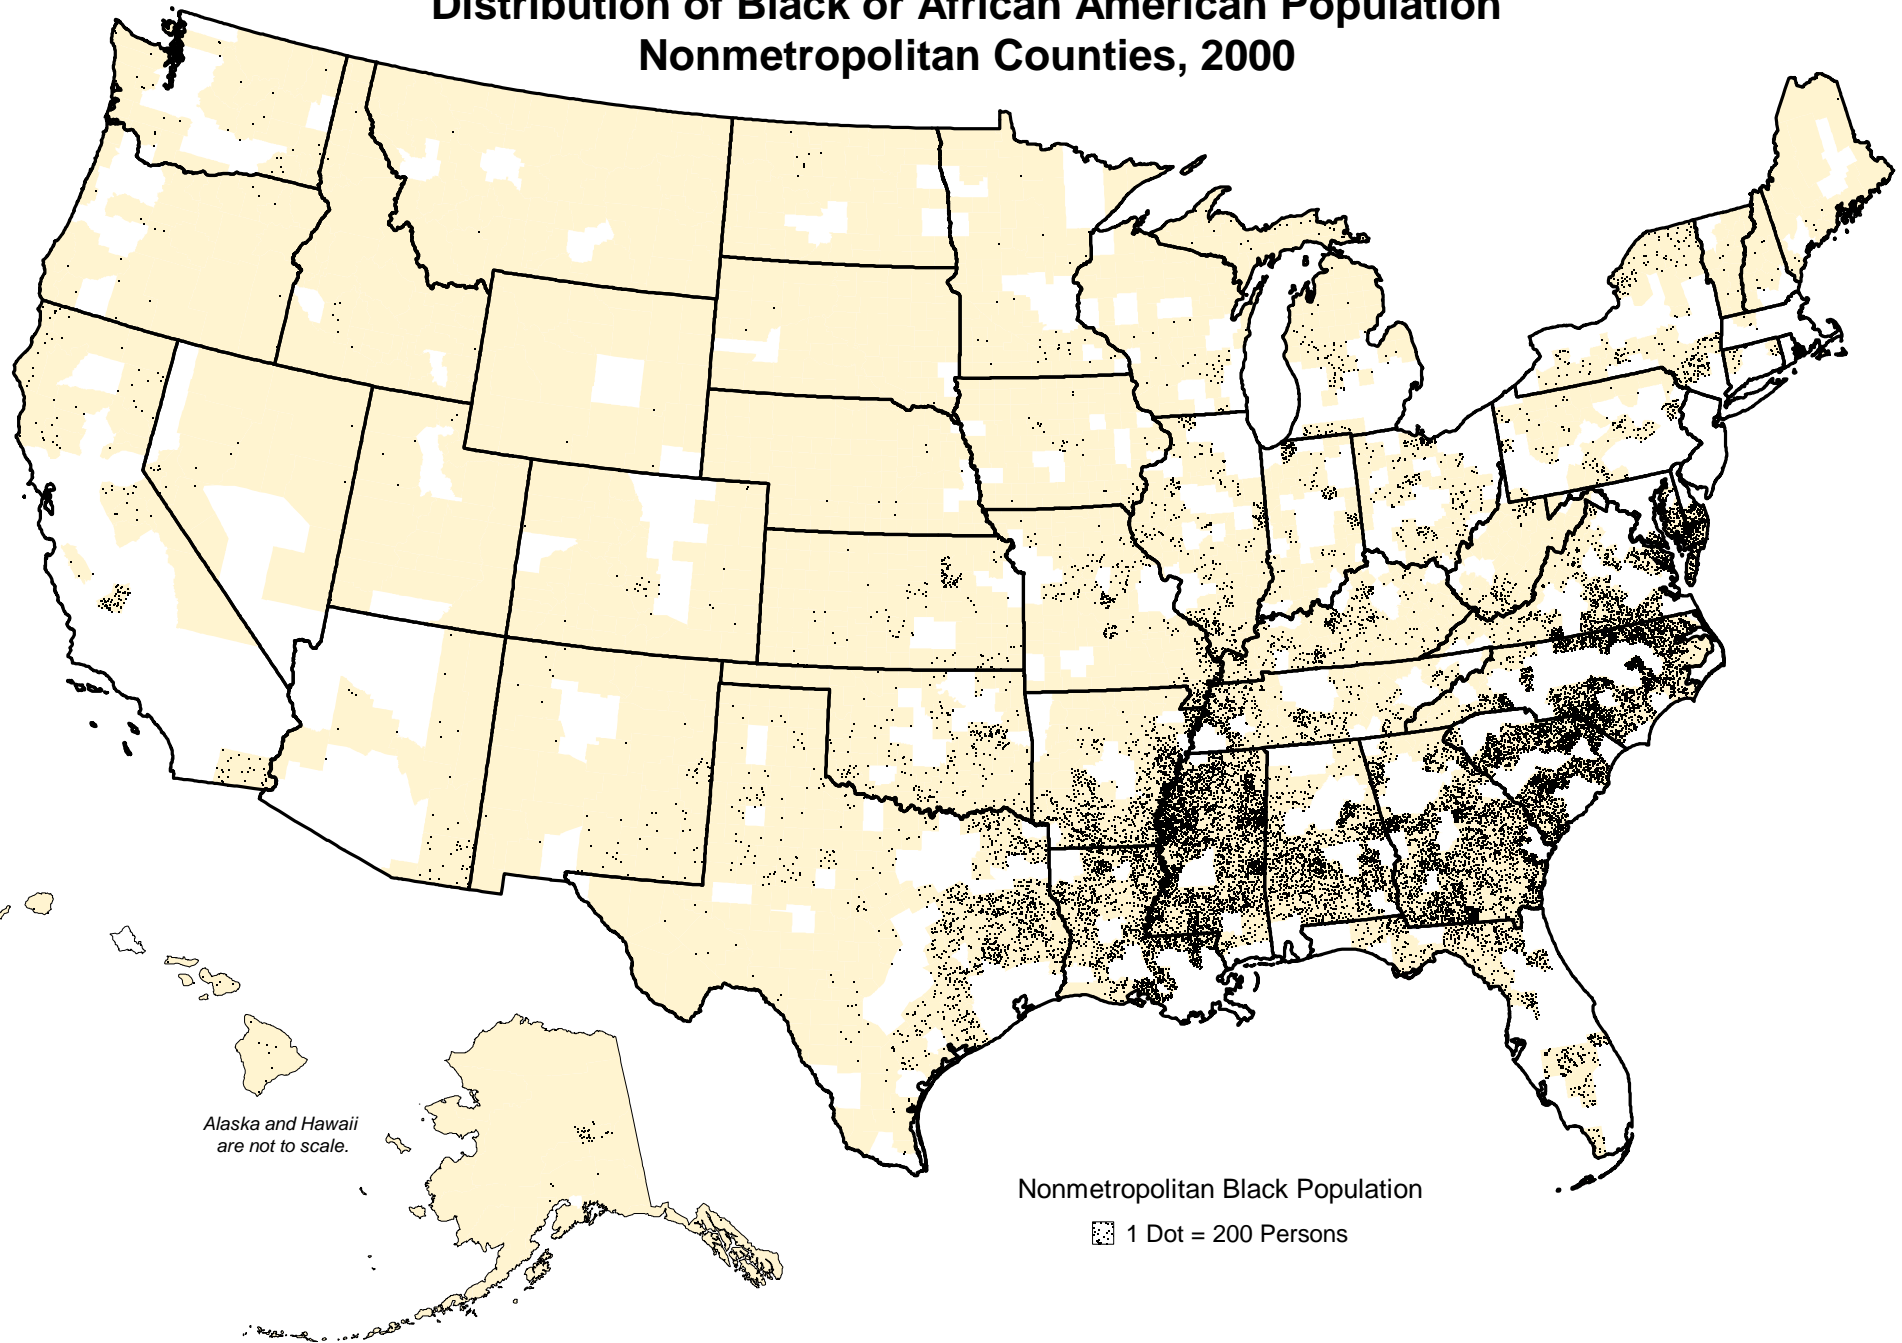 Distribution of Black or African American Population
Nonmetropolitan Counties, 2000
Alaska and Hawaii
are not to scale.
Nonmetropolitan Black Population
1 Dot = 200 Persons